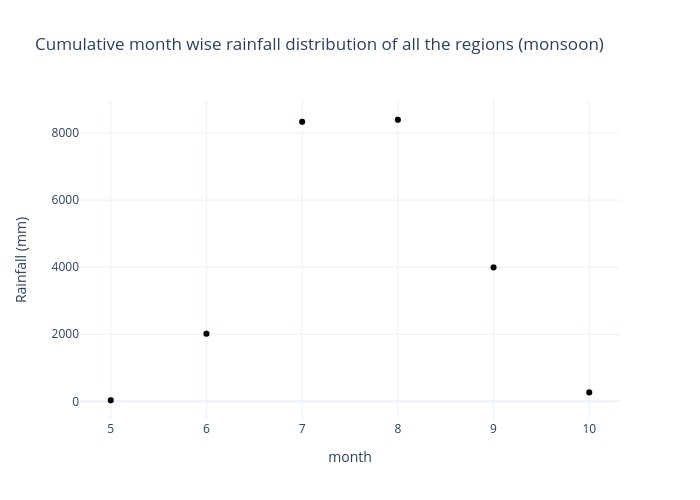 Cumulative month wise rainfall distribution of all the regions (monsoon)
8000
6000
4000
2000
0
Rainfall (mm)
5 6 7 8 9 10
month